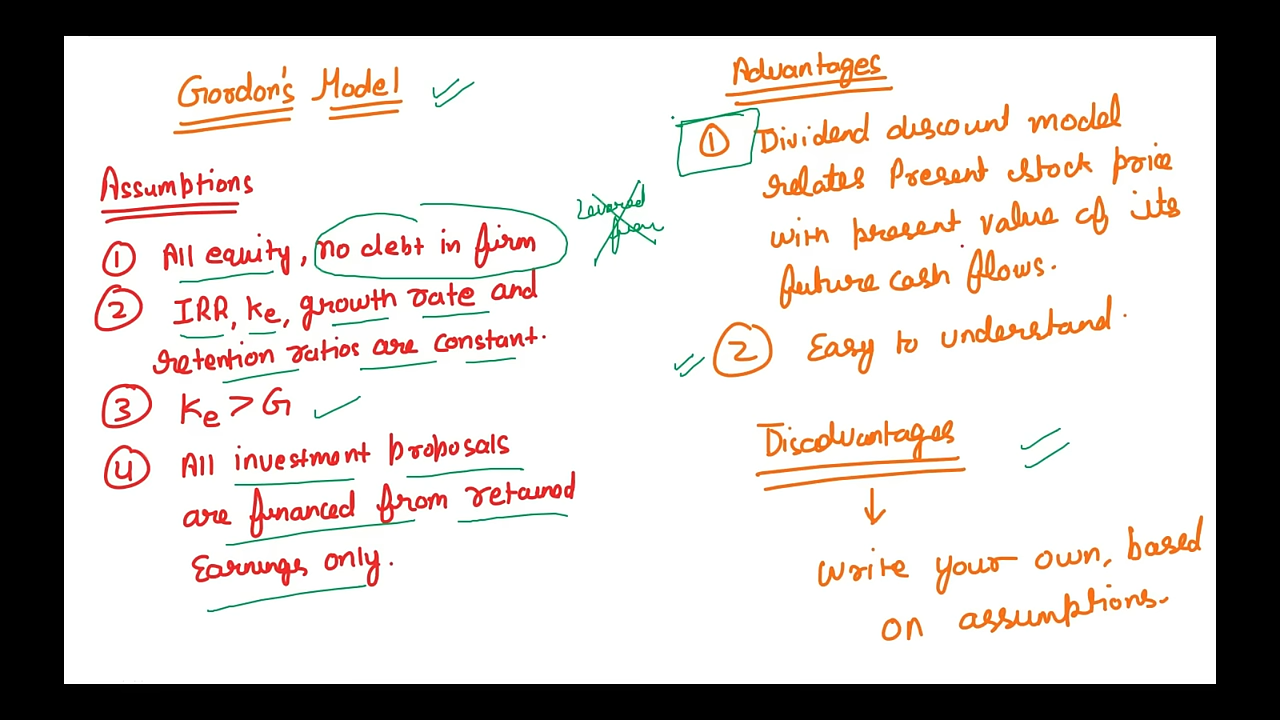 Gordon's Model
Assumptions
① All equity, no debt in firm
Levered
firm
② IRR, ke, growth rate and
retention ratios are constant.
③ Ke > G
④ All investment proposals
are financed from retained
Earnings only.
Advantages
① Dividend discount model
relates Present stock price
with present value of its
future cash flows.
② Easy to understand.
Disadvantages
Write your own, based
on assumptions.